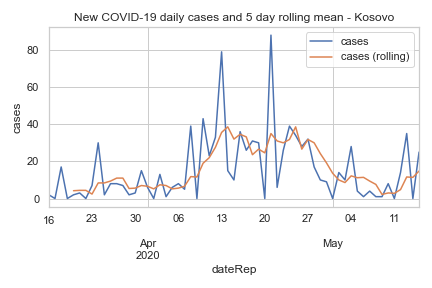 New COVID-19 daily cases and 5 day rolling mean - Kosovo
cases
cases (rolling)
80
60
40
20
0
cases
16 23 30 06 13 20 27 04 11
Apr May
2020
dateRep